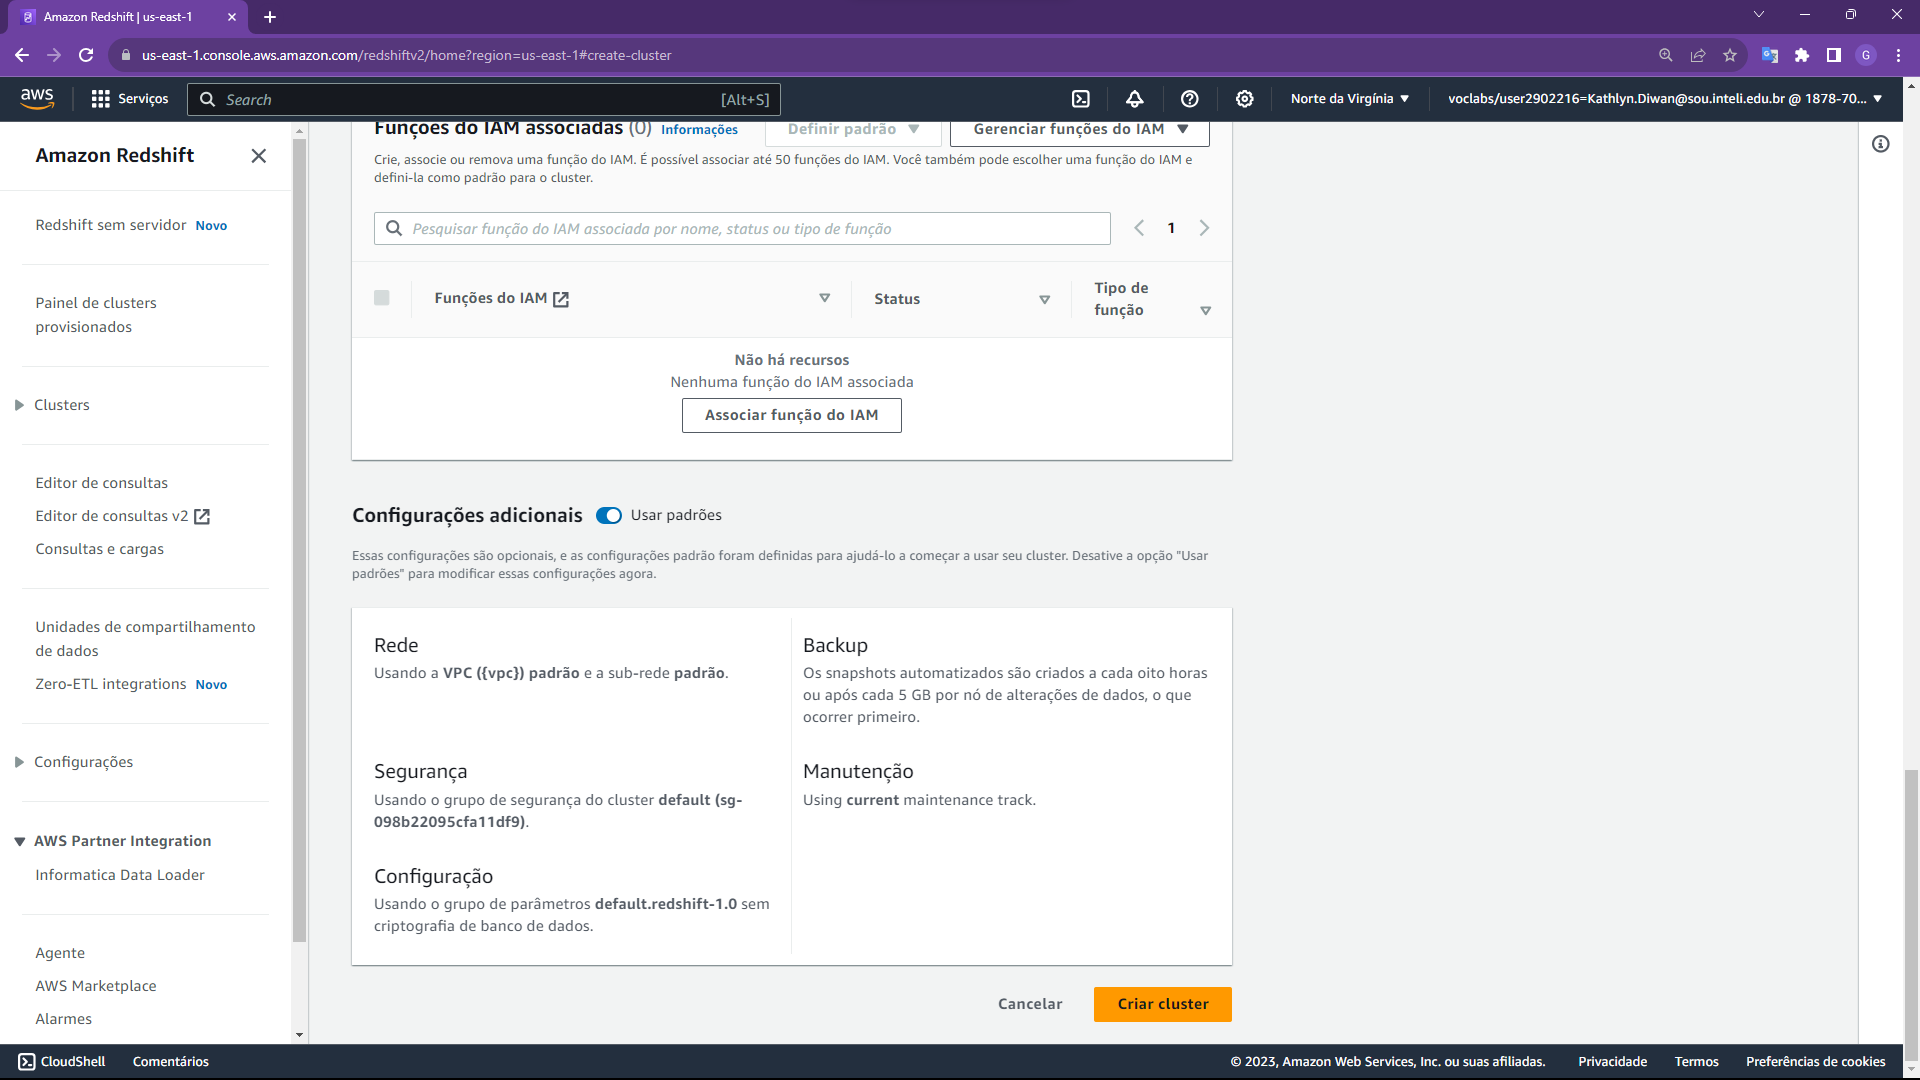 Amazon Redshift | us-east-1
us-east-1.console.aws.amazon.com/redshiftv2/home?region=us-east-1#create-cluster
G
aws
Serviços
Search
[Alt+S]
Norte da Virgínia
voclabs/user2902216=Kathlyn.Diwan@sou.inteli.edu.br @ 1878-70...
Amazon Redshift
Redshift sem servidor Novo
Painel de clusters
provisionados
Clusters
Editor de consultas
Editor de consultas v2
Consultas e cargas
Unidades de compartilhamento
de dados
Zero-ETL integrations Novo
Configurações
AWS Partner Integration
Informatica Data Loader
Agente
AWS Marketplace
Alarmes
Funções do IAM associadas (0) Informações
Definir padrão
Gerenciar funções do IAM
Crie, associe ou remova uma função do IAM. É possível associar até 50 funções do IAM. Você também pode escolher uma função do IAM e
defini-la como padrão para o cluster.
Pesquisar função do IAM associada por nome, status ou tipo de função
1
Funções do IAM
Status
Tipo de
função
Não há recursos
Nenhuma função do IAM associada
Associar função do IAM
Configurações adicionais
Usar padrões
Essas configurações são opcionais, e as configurações padrão foram definidas para ajudá-lo a começar a usar seu cluster. Desative a opção "Usar
padrões" para modificar essas configurações agora.
Rede
Usando a VPC ({vpc}) padrão e a sub-rede padrão.
Segurança
Usando o grupo de segurança do cluster default (sg-
098b22095cfa11df9).
Configuração
Usando o grupo de parâmetros default.redshift-1.0 sem
criptografia de banco de dados.
Backup
Os snapshots automatizados são criados a cada oito horas
ou após cada 5 GB por nó de alterações de dados, o que
ocorrer primeiro.
Manutenção
Using current maintenance track.
Cancelar
Criar cluster
CloudShell
Comentários
© 2023, Amazon Web Services, Inc. ou suas afiliadas.
Privacidade
Termos
Preferências de cookies